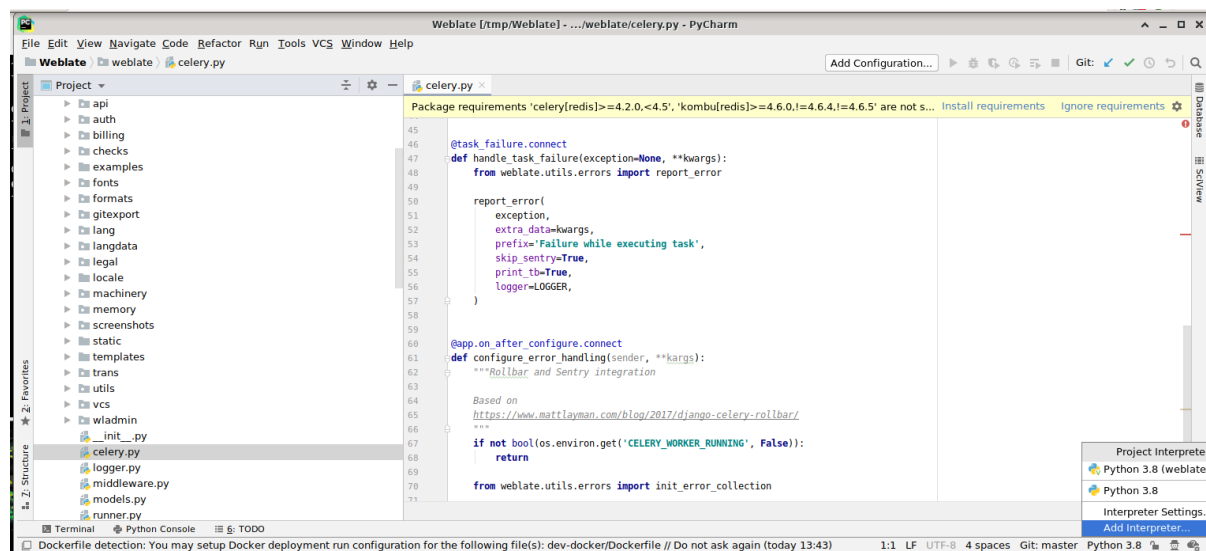 Weblate [/tmp/Weblate] - .../weblate/celery.py - PyCharm
File Edit View Navigate Code Refactor Run Tools VCS Window Help
Weblate weblate celery.py
Add Configuration... Git:
1: Project
Project
api
auth
billing
checks
examples
fonts
formats
gitexport
lang
langdata
legal
locale
machinery
memory
screenshots
static
templates
trans
utils
vcs
wladmin
__init__.py
celery.py
logger.py
middleware.py
models.py
runner.py
2: Favorites
Z: Structure
celery.py
Package requirements 'celery[redis]>=4.2.0,<4.5', 'kombu[redis]>=4.6.0,!=4.6.4,!=4.6.5' are not s... Install requirements Ignore requirements
45
46 @task_failure.connect
47 def handle_task_failure(exception=None, **kwargs):
48 from weblate.utils.errors import report_error
49
50 report_error(
51 exception,
52 extra_data=kwargs,
53 prefix='Failure while executing task',
54 skip_sentry=True,
55 print_tb=True,
56 logger=LOGGER,
57 )
58
59
60 @app.on_after_configure.connect
61 def configure_error_handling(sender, **kargs):
62 """Rollbar and Sentry integration
63
64 Based on
65 https://www.mattlayman.com/blog/2017/django-celery-rollbar/
66 """
67 if not bool(os.environ.get('CELERY_WORKER_RUNNING', False)):
68 return
69
70 from weblate.utils.errors import init_error_collection
71
Database
SciView
Project Interprete
Python 3.8 (weblate
Python 3.8
Interpreter Settings.
Add Interpreter...
Terminal Python Console 6: TODO
Dockerfile detection: You may setup Docker deployment run configuration for the following file(s): dev-docker/Dockerfile // Do not ask again (today 13:43) 1:1 LF UTF-8 4 spaces Git: master Python 3.8